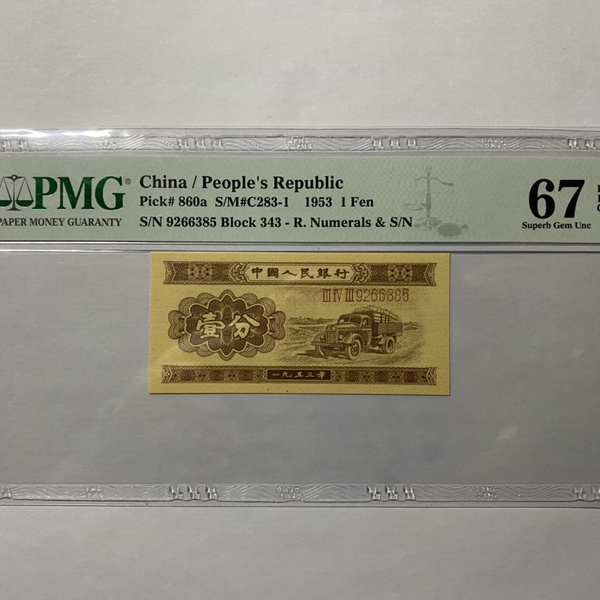 PMG®
PAPER MONEY GUARANTY
China / People's Republic
Pick# 860a S/M#C283-1 1953 1 Fen
S/N 9266385 Block 343 - R. Numerals & S/N
67
Superb Gem Unc
中國人民銀行
III IV III 9266385
壹分
一九五三年